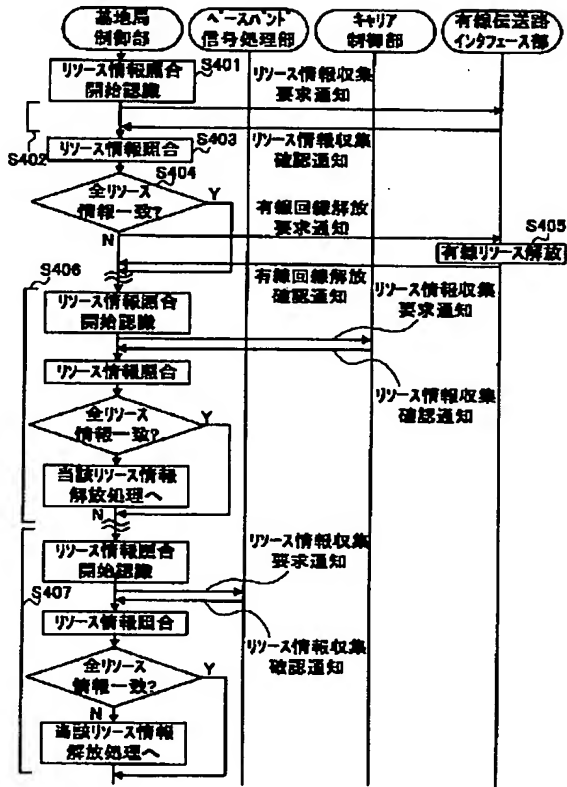 基地局
制御部
ベースバンド
信号処理部
キャリア
制御部
有線伝送路
インタフェース部
リソース情報照合
開始認識
S401
リソース情報収集
要求通知
S402
リソース情報照合
S403
リソース情報収集
確認通知
S404
全リソース
情報一致?
Y
N
有線回線解放
要求通知
S405
有線リソース解放
有線回線解放
確認通知
S406
リソース情報照合
開始認識
リソース情報収集
要求通知
リソース情報照合
リソース情報収集
確認通知
全リソース
情報一致?
Y
当該リソース情報
解放処理へ
N
リソース情報照合
開始認識
リソース情報収集
要求通知
S407
リソース情報照合
リソース情報収集
確認通知
全リソース
情報一致?
Y
N
当該リソース情報
解放処理へ